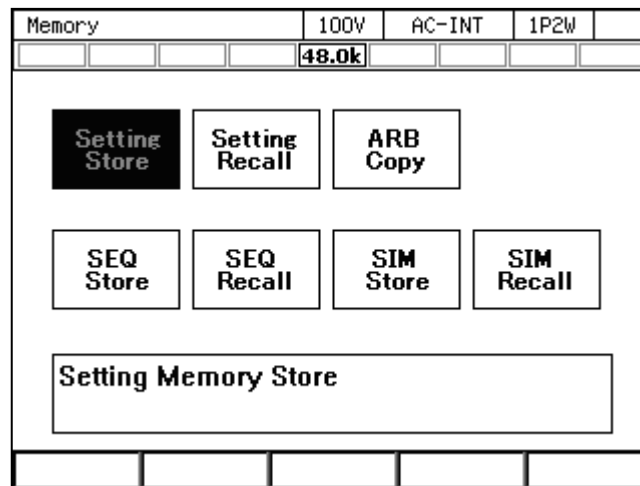 Memory 100V AC-INT 1P2W
48.0k
Setting Setting ARB
Store Recall Copy
SEQ SEQ SIM SIM
Store Recall Store Recall
Setting Memory Store